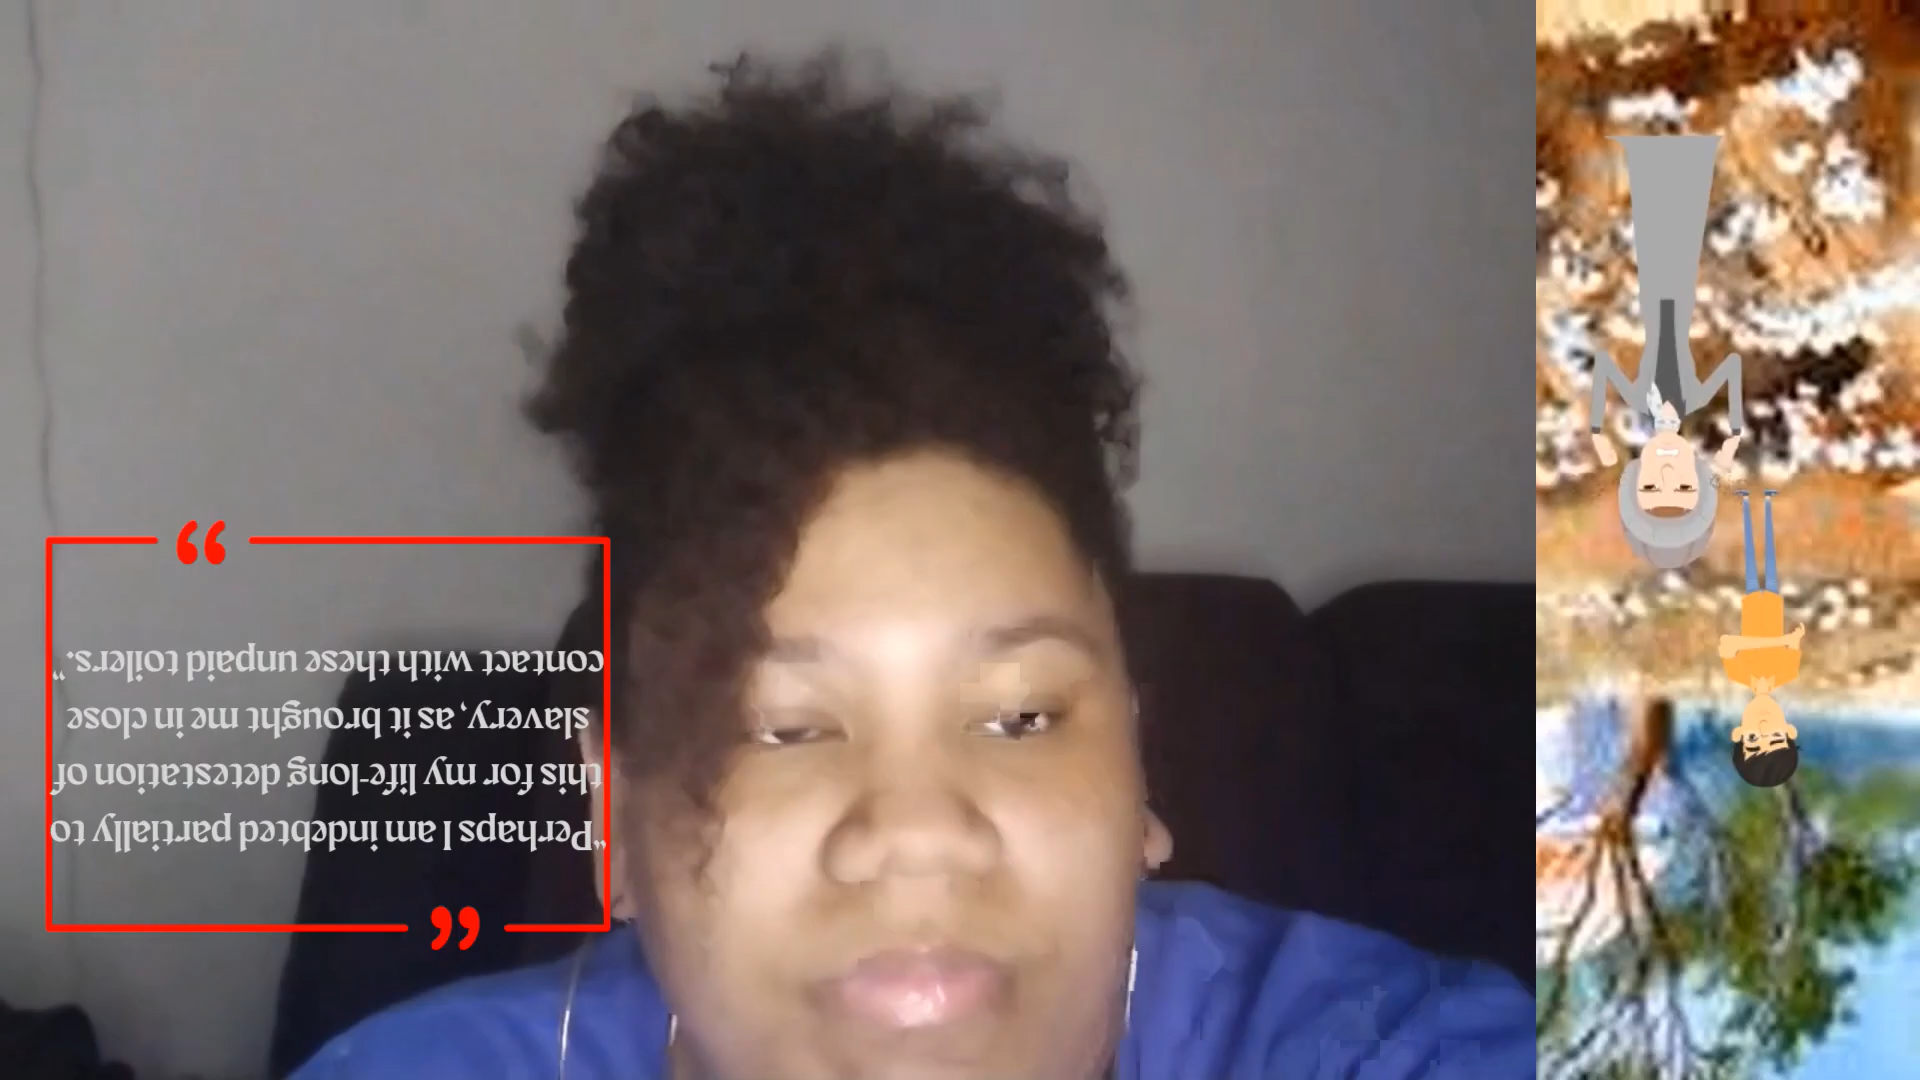 “Perhaps I am indebted partially to
this for my life-long detestation of
slavery, as it brought me in close
contact with these unpaid toilers.”